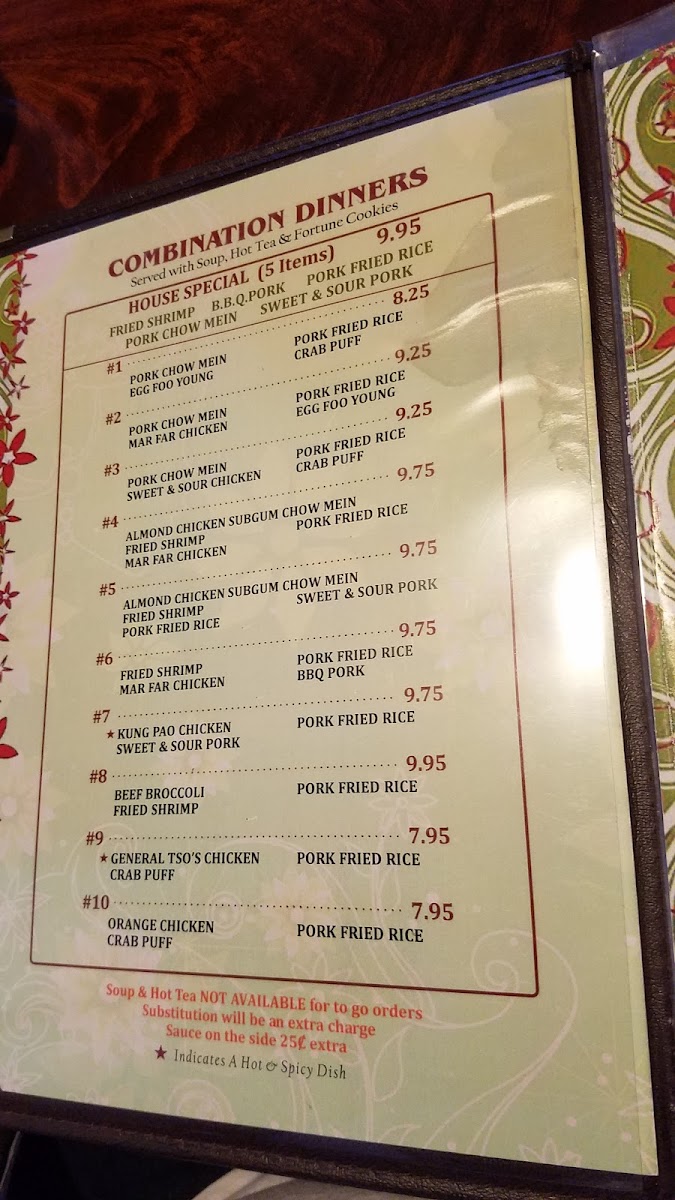 COMBINATION DINNERS
Served with Soup, Hot Tea & Fortune Cookies
HOUSE SPECIAL (5 Items) 9.95
FRIED SHRIMP B.B.Q.PORK PORK FRIED RICE
PORK CHOW MEIN SWEET & SOUR PORK
#1 8.25
PORK CHOW MEIN PORK FRIED RICE
EGG FOO YOUNG CRAB PUFF
#2 9.25
PORK CHOW MEIN PORK FRIED RICE
MAR FAR CHICKEN EGG FOO YOUNG
#3 9.25
PORK CHOW MEIN PORK FRIED RICE
SWEET & SOUR CHICKEN CRAB PUFF
#4 9.75
ALMOND CHICKEN SUBGUM CHOW MEIN
FRIED SHRIMP PORK FRIED RICE
MAR FAR CHICKEN
#5 9.75
ALMOND CHICKEN SUBGUM CHOW MEIN
FRIED SHRIMP SWEET & SOUR PORK
PORK FRIED RICE
#6 9.75
FRIED SHRIMP PORK FRIED RICE
MAR FAR CHICKEN BBQ PORK
#7 9.75
★ KUNG PAO CHICKEN PORK FRIED RICE
SWEET & SOUR PORK
#8 9.95
BEEF BROCCOLI PORK FRIED RICE
FRIED SHRIMP
#9 7.95
★ GENERAL TSO'S CHICKEN PORK FRIED RICE
CRAB PUFF
#10 7.95
ORANGE CHICKEN PORK FRIED RICE
CRAB PUFF
Soup & Hot Tea NOT AVAILABLE for to go orders
Substitution will be an extra charge
Sauce on the side 25₵ extra
★ Indicates A Hot & Spicy Dish